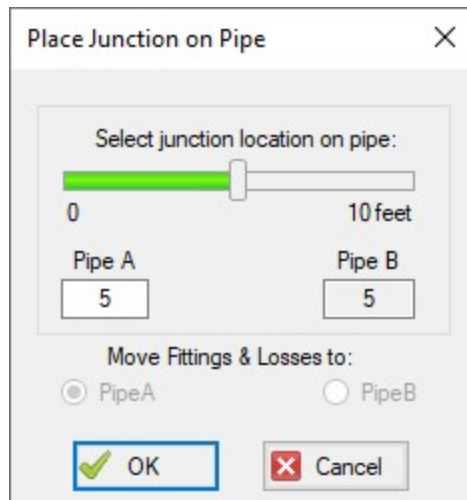 Place Junction on Pipe
Select junction location on pipe:
0 10 feet
Pipe A Pipe B
5 5
Move Fittings & Losses to:
PipeA PipeB
OK Cancel